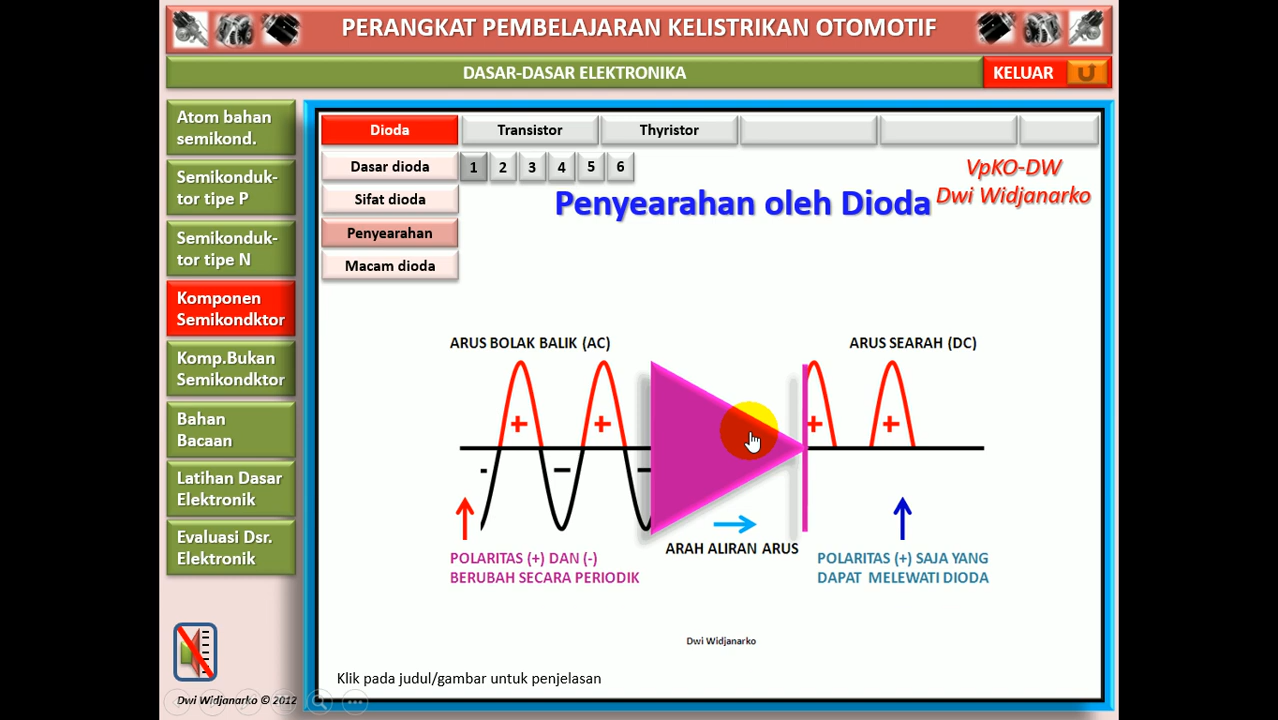 PERANGKAT PEMBELAJARAN KELISTRIKAN OTOMOTIF
DASAR-DASAR ELEKTRONIKA
KELUAR
Atom bahan
semikond.
Semikonduk-
tor tipe P
Semikonduk-
tor tipe N
Komponen
Semikondktor
Komp.Bukan
Semikondktor
Bahan
Bacaan
Latihan Dasar
Elektronik
Evaluasi Dsr.
Elektronik
Dwi Widjanarko © 2012
Dioda
Transistor
Thyristor
Dasar dioda
1 2 3 4 5 6
Sifat dioda
Penyearahan
Macam dioda
VpKO-DW
Dwi Widjanarko
Penyearahan oleh Dioda
ARUS BOLAK BALIK (AC)
ARUS SEARAH (DC)
+ + + +
- – –
ARAH ALIRAN ARUS
POLARITAS (+) DAN (-)
BERUBAH SECARA PERIODIK
POLARITAS (+) SAJA YANG
DAPAT MELEWATI DIODA
Dwi Widjanarko
Klik pada judul/gambar untuk penjelasan